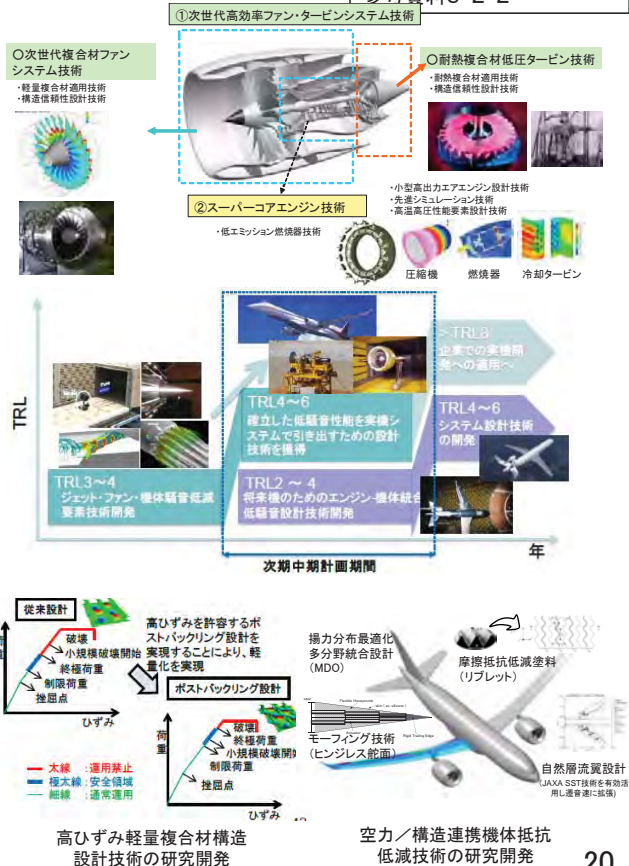 ①次世代高効率ファン・タービンシステム技術
〇次世代複合材ファン
システム技術
・軽量複合材適用技術
・構造信頼性設計技術
〇耐熱複合材低圧タービン技術
・耐熱複合材適用技術
・構造信頼性設計技術
②スーパーコアエンジン技術
・低エミッション燃焼器技術
・小型高出力エアエンジン設計技術
・先進シミュレーション技術
・高温高圧性能要素設計技術
圧縮機
燃焼器
冷却タービン
TRL
>TRL8
企業での実機開
発への適用へ
TRL4~6
確立した低騒音性能を実機シ
ステムで引き出すための設計
技術を獲得
TRL4~6
システム設計技術
の開発
TRL3~4
ジェット・ファン・機体騒音低減
要素技術開発
TRL2 ~ 4
将来機のためのエンジン-機体統合
低騒音設計技術開発
年
次期中期計画期間
従来設計
破壊
小規模破壊開始
終極荷重
制限荷重
挫屈点
ひずみ
高ひずみを許容するポ
ストバックリング設計を
実現することにより、軽
量化を実現
ポストバックリング設計
荷
重
破壊
終極荷重
小規模破壊開始
制限荷重
挫屈点
ひずみ
太線 :運用禁止
極太線:安全領域
細線 :通常運用
高ひずみ軽量複合材構造
設計技術の研究開発
揚力分布最適化
多分野統合設計
(MDO)
摩擦抵抗低減塗料
(リブレット)
モーフィング技術
(ヒンジレス舵面)
自然層流翼設計
(JAXA SST技術を有効活
用し遷音速に拡張)
空力/構造連携機体抵抗
低減技術の研究開発
20